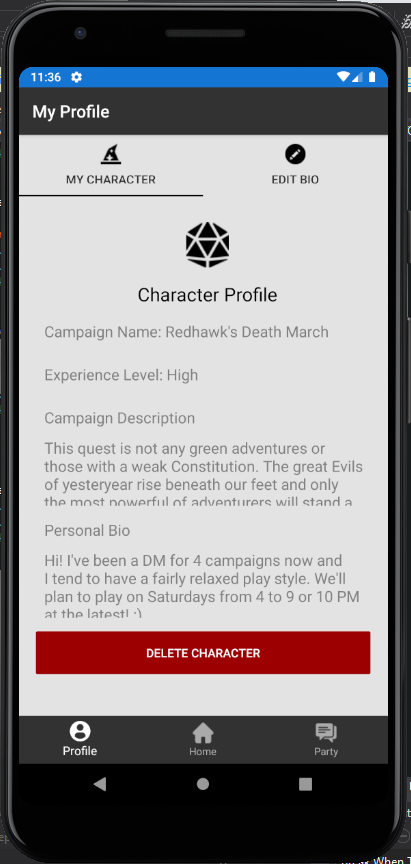 11:36
My Profile
MY CHARACTER
EDIT BIO
Character Profile
Campaign Name: Redhawk's Death March
Experience Level: High
Campaign Description
This quest is not any green adventures or
those with a weak Constitution. The great Evils
of yesteryear rise beneath our feet and only
the most powerful of adventurers will stand a
Personal Bio
Hi! I've been a DM for 4 campaigns now and
I tend to have a fairly relaxed play style. We'll
plan to play on Saturdays from 4 to 9 or 10 PM
at the latest! :)
DELETE CHARACTER
Profile
Home
Party
When